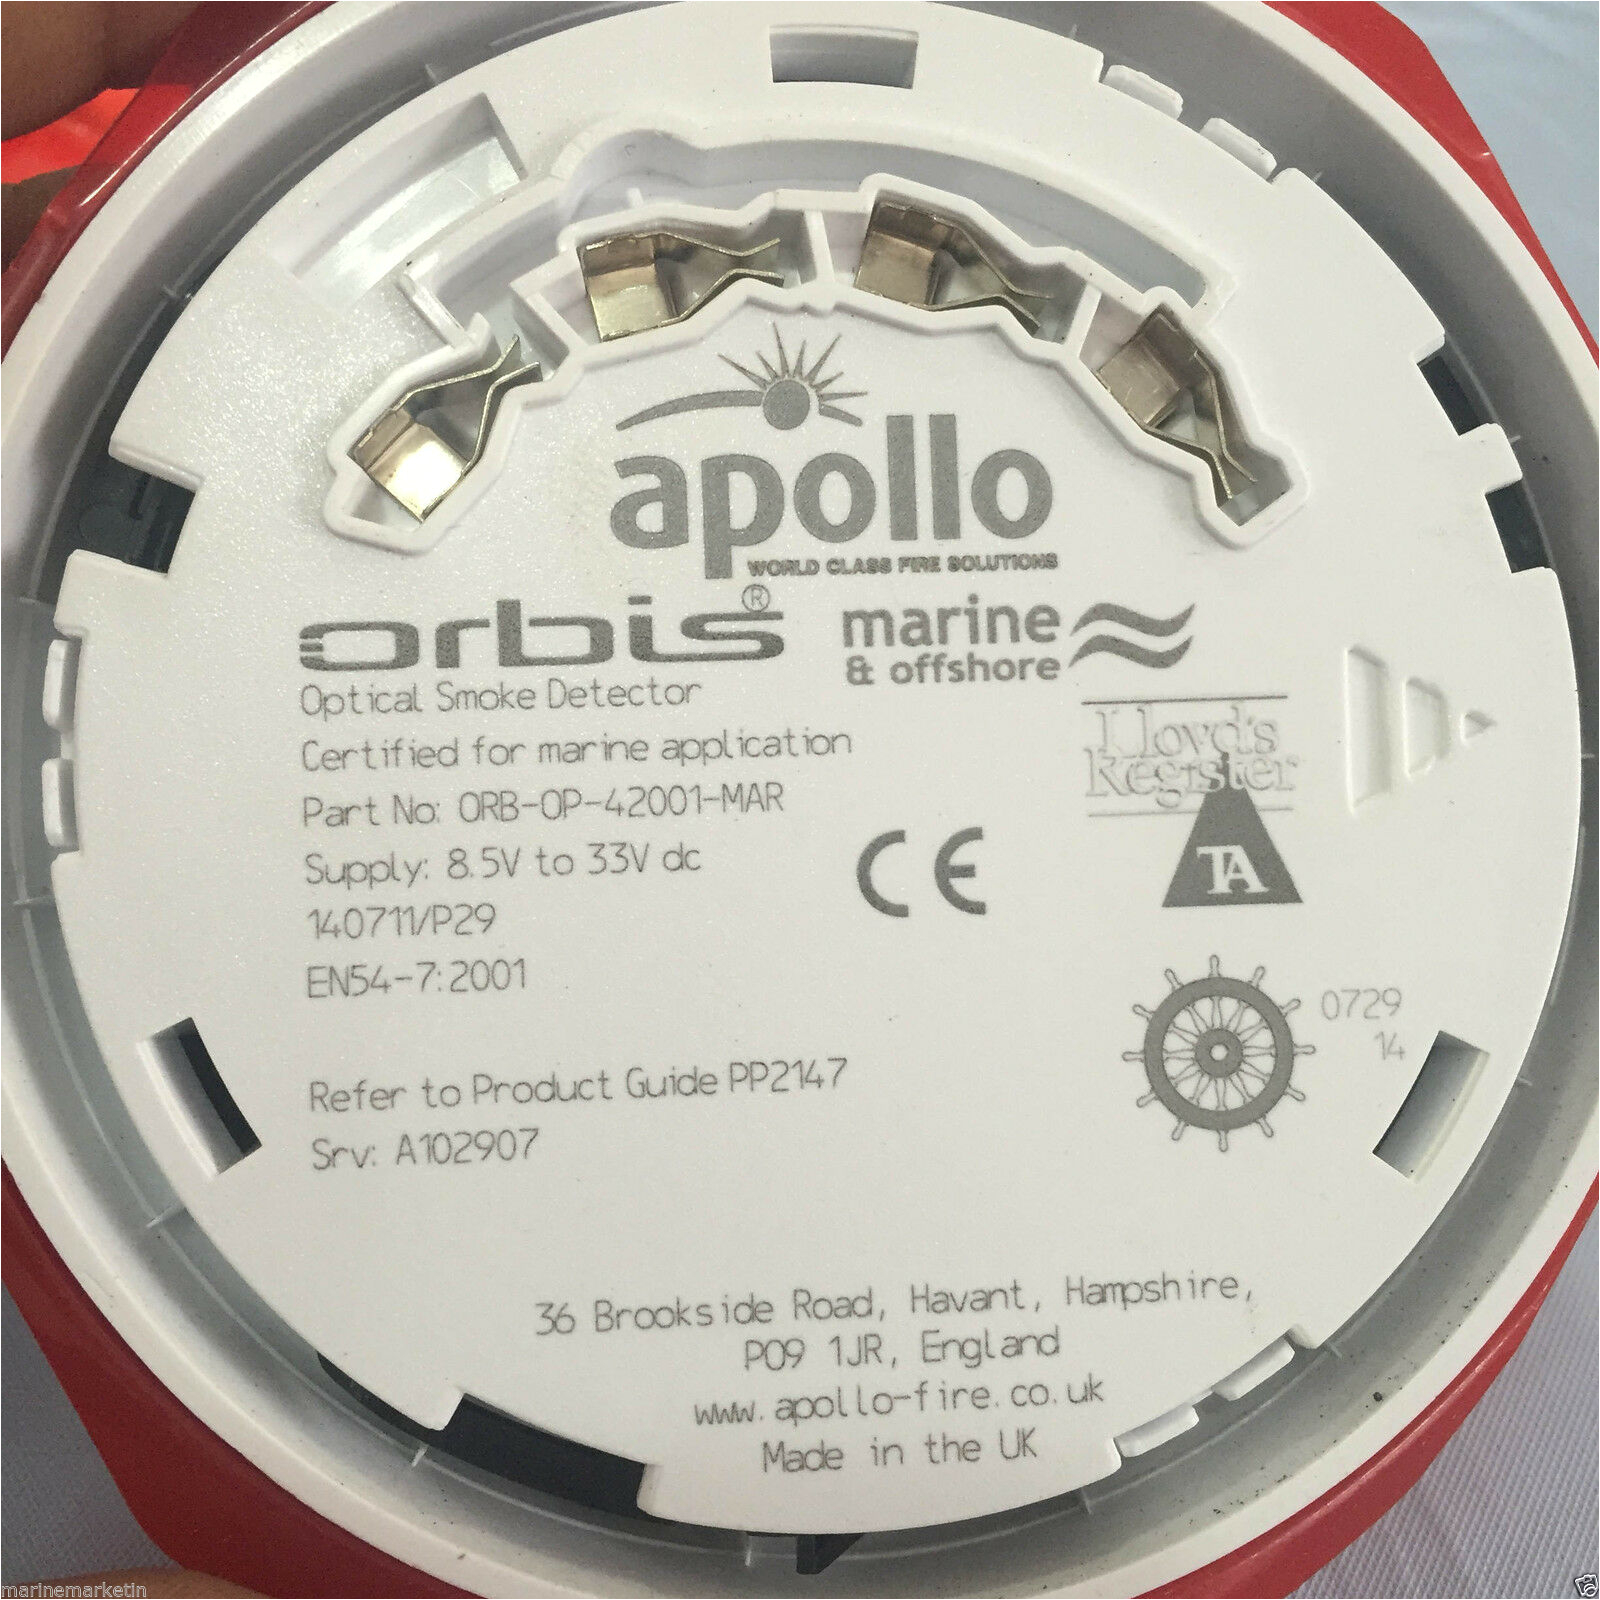 apollo
WORLD CLASS FIRE SOLUTIONS
orbis®
marine
& offshore
Optical Smoke Detector
Certified for marine application
Part No: ORB-OP-42001-MAR
Supply: 8.5V to 33V dc
140711/P29
EN54-7:2001
Lloyd's
Register
TA
CE
0729
14
Refer to Product Guide PP2147
Srv: A102907
36 Brookside Road, Havant, Hampshire,
PO9 1JR, England
www.apollo-fire.co.uk
Made in the UK
marinemarketin